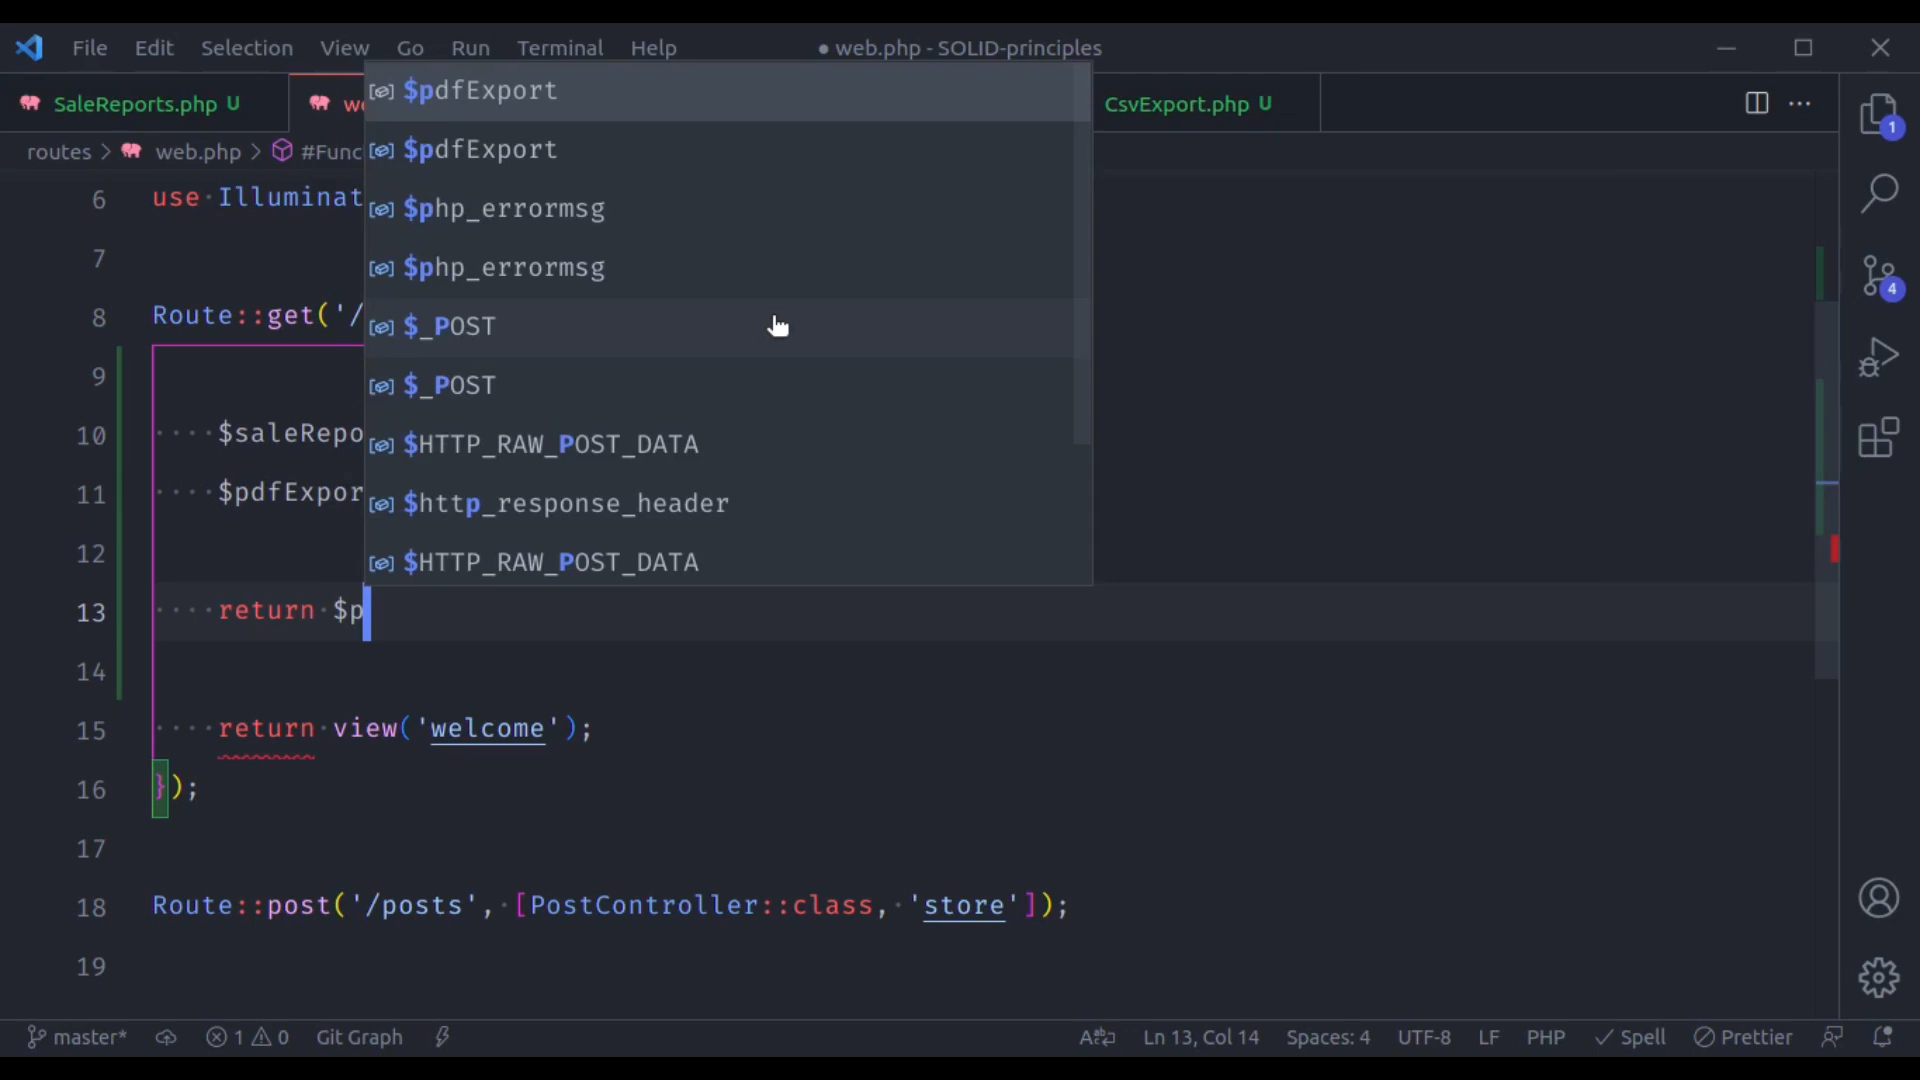 File Edit Selection View Go Run Terminal Help ● web.php - SOLID-principles
SaleReports.php U we CsvExport.php U
routes > web.php > #Func
1
4
$pdfExport
$pdfExport
$php_errormsg
$php_errormsg
$_POST
$_POST
$HTTP_RAW_POST_DATA
$http_response_header
$HTTP_RAW_POST_DATA
6 use Illuminat
7
8 Route::get('/
9
10 $saleRepo
11 $pdfExpor
12
13 return $p
14
15 return view('welcome');
16 });
17
18 Route::post('/posts', [PostController::class, 'store']);
19
master* 1 0 Git Graph Ln 13, Col 14 Spaces: 4 UTF-8 LF PHP Spell Prettier